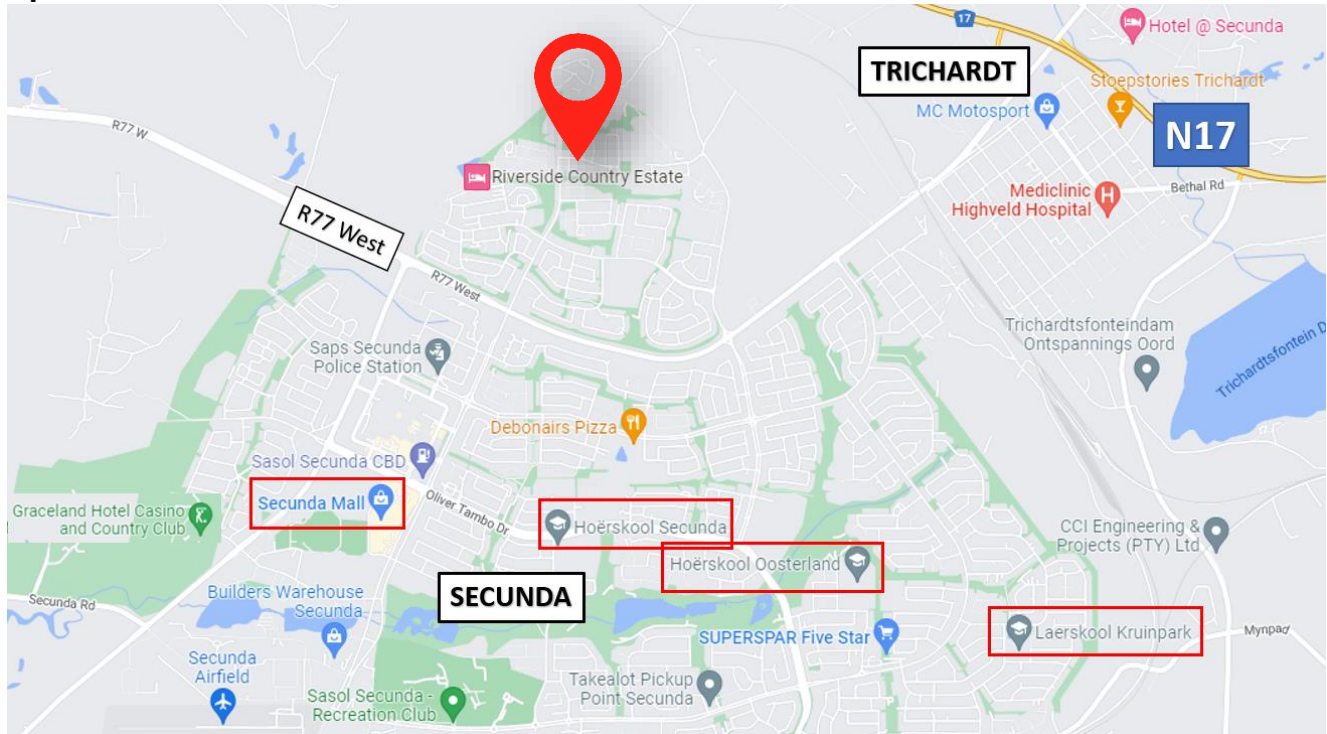 17
Hotel @ Secunda
TRICHARDT
Stoepstories Trichardt
MC Motosport
N17
R77 W
Riverside Country Estate
Mediclinic
Highveld Hospital
Bethal Rd
R77 West
R77 West
Trichardtsfonteindam
Ontspannings Oord
Trichardtsfontein D
Saps Secunda
Police Station
Debonairs Pizza
Sasol Secunda CBD
Secunda Mall
Oliver Tambo Dr
Graceland Hotel Casino
and Country Club
Hoërskool Secunda
CCI Engineering &
Projects (PTY) Ltd
Hoërskool Oosterland
Secunda Rd
Builders Warehouse
Secunda
SECUNDA
SUPERSPAR Five Star
Laerskool Kruinpark
Mynpad
Secunda
Airfield
Takealot Pickup
Point Secunda
Sasol Secunda -
Recreation Club